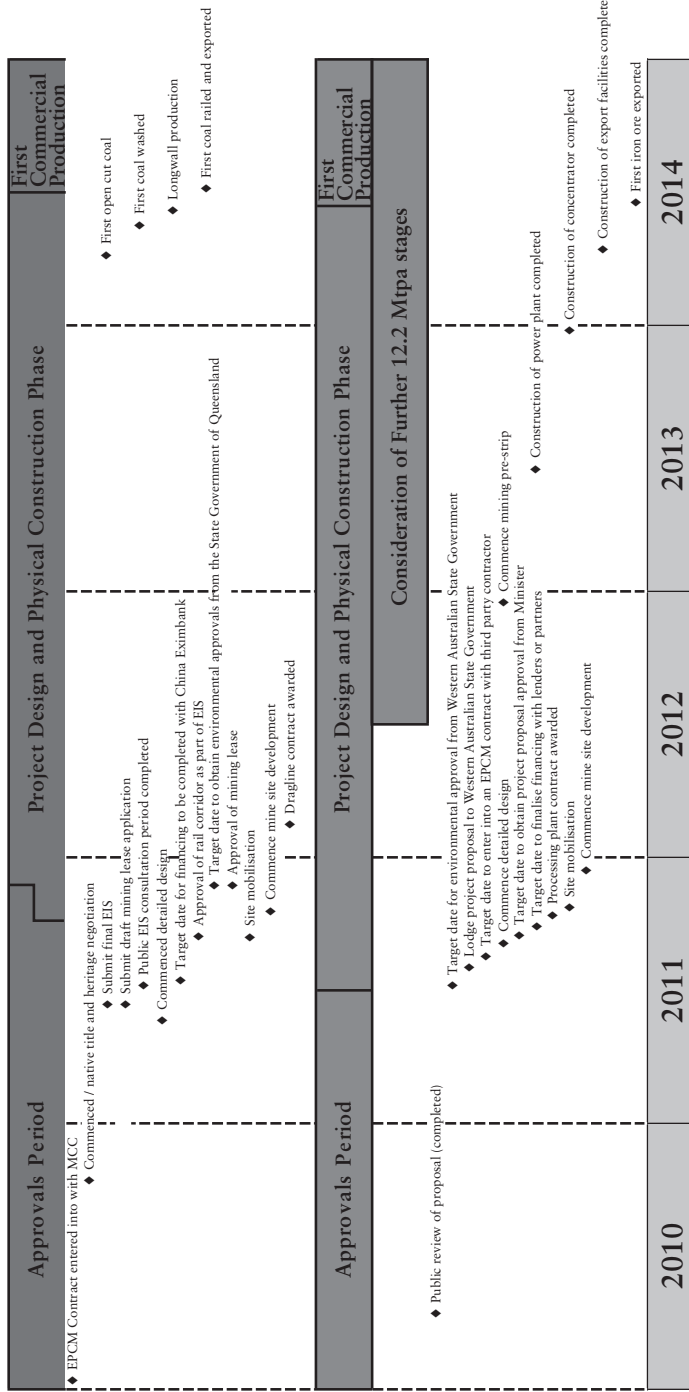 Approvals Period
Project Design and Physical Construction Phase
First
Commercial
Production
EPCM Contract entered into with MCC
Commenced / native title and heritage negotiation
Submit final EIS
Submit draft mining lease application
Public EIS consultation period completed
Commenced detailed design
Target date for financing to be completed with China Eximbank
Approval of rail corridor as part of EIS
Target date to obtain environmental approvals from the State Government of Queensland
Approval of mining lease
Site mobilisation
Commence mine site development
Dragline contract awarded
First open cut coal
First coal washed
Longwall production
First coal railed and exported
Approvals Period
Project Design and Physical Construction Phase
First
Commercial
Production
Consideration of Further 12.2 Mtpa stages
Public review of proposal (completed)
Target date for environmental approval from Western Australian State Government
Lodge project proposal to Western Australian State Government
Target date to enter into an EPCM contract with third party contractor
Commence detailed design
Commence mining pre-strip
Target date to obtain project proposal approval from Minister
Target date to finalise financing with lenders or partners
Construction of power plant completed
Processing plant contract awarded
Site mobilisation
Construction of concentrator completed
Commence mine site development
Construction of export facilities complete
First iron ore exported
2010
2011
2012
2013
2014